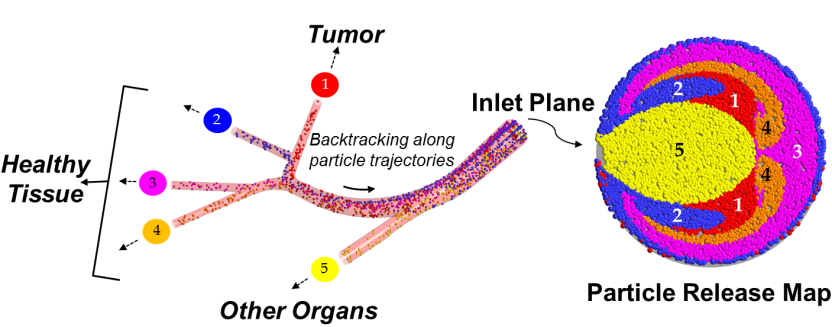 Tumor
1
2
Inlet Plane
Backtracking along
particle trajectories
Healthy
Tissue
3
4
5
Other Organs
2
1
4
5
3
4
1
2
Particle Release Map